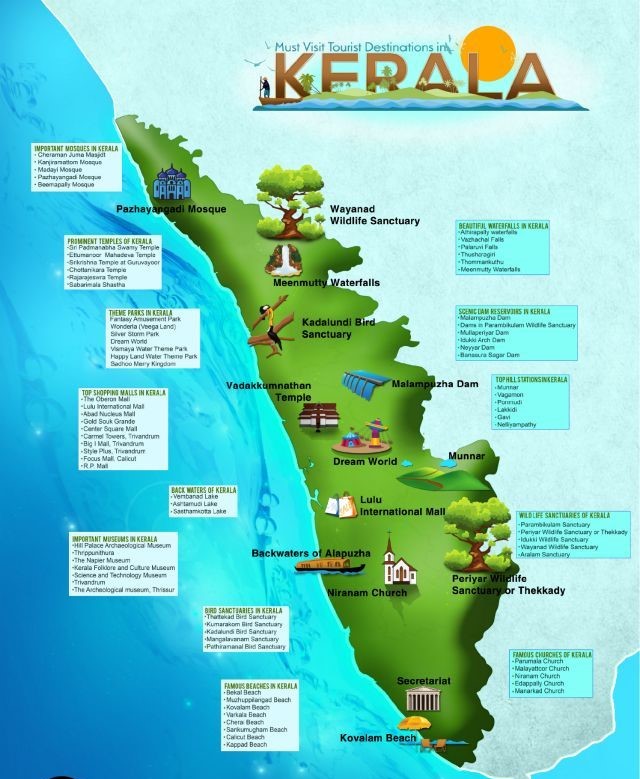 Must Visit Tourist Destinations in
KERALA
IMPORTANT MOSQUES IN KERALA
• Cheraman Juma Masjid
• Kanjiramattom Mosque
• Madayi Mosque
• Pazhayangadi Mosque
• Beemapally Mosque
Pazhayangadi Mosque
Wayanad
Wildlife Sanctuary
PROMINENT TEMPLES OF KERALA
• Sri Padmanabha Swamy Temple
• Ettumanoor Mahadeva Temple
• Srikrishna Temple at Guruvayoor
• Chottanikara Temple
• Rajarajeswara Temple
• Sabarimala Shastha
BEAUTIFUL WATERFALLS IN KERALA
• Athirapally waterfalls
• Vazhachal Falls
• Palaruvi Falls
• Thusharagiri
• Thommankuthu
• Meenmutty Waterfalls
Meenmutty Waterfalls
THEME PARKS IN KERALA
Fantasy Amusement Park
Wonderla (Veega Land)
Silver Storm Park
Dream World
Vismaya Water Theme Park
Happy Land Water Theme Park
Sadhoo Merry Kingdom
Kadalundi Bird
Sanctuary
SCENIC DAM RESERVOIRS IN KERALA
• Malampuzha Dam
• Dams in Parambikulam Wildlife Sanctuary
• Mullaperiyar Dam
• Idukki Arch Dam
• Neyyar Dam
• Banasura Sagar Dam
Vadakkumnathan
Temple
Malampuzha Dam
TOP HILL STATIONS IN KERALA
• Munnar
• Vagamon
• Ponmudi
• Lakkidi
• Gavi
• Nelliyampathy
TOP SHOPPING MALLS IN KERALA
• The Oberon Mall
• Lulu International Mall
• Abad Nucleus Mall
• Gold Souk Grande
• Center Square Mall
• Carmel Towers, Trivandrum
• Big I Mall, Trivandrum
• Style Plus, Trivandrum
• Focus Mall, Calicut
• R.P. Mall
Dream World
Munnar
BACK WATERS OF KERALA
• Vembanad Lake
• Ashtamudi Lake
• Sasthamkotta Lake
Lulu
International Mall
WILD LIFE SANCTUARIES OF KERALA
• Parambikulam Sanctuary
• Periyar Wildlife Sanctuary or Thekkady
• Idukki Wildlife Sanctuary
• Wayanad Wildlife Sanctuary
• Aralam Sanctuary
IMPORTANT MUSEUMS IN KERALA
• Hill Palace Archaeological Museum
• Thrippunithura
• The Napier Museum
• Kerala Folklore and Culture Museum
• Science and Technology Museum
• Trivandrum
• The Archeological museum, Thrissur
Backwaters of Alapuzha
Niranam Church
Periyar Wildlife
Sanctuary or Thekkady
BIRD SANCTUARIES IN KERALA
• Thattekad Bird Sanctuary
• Kumarakom Bird Sanctuary
• Kadalundi Bird Sanctuary
• Mangalavanam Sanctuary
• Pathiramanal Bird Sanctuary
FAMOUS CHURCHES OF KERALA
• Parumala Church
• Malayattoor Church
• Niranam Church
• Edappally Church
• Manarkad Church
FAMOUS BEACHES IN KERALA
• Bekal Beach
• Muzhuppilangad Beach
• Kovalam Beach
• Varkala Beach
• Cherai Beach
• Sankumugham Beach
• Calicut Beach
• Kappad Beach
Secretariat
Kovalam Beach